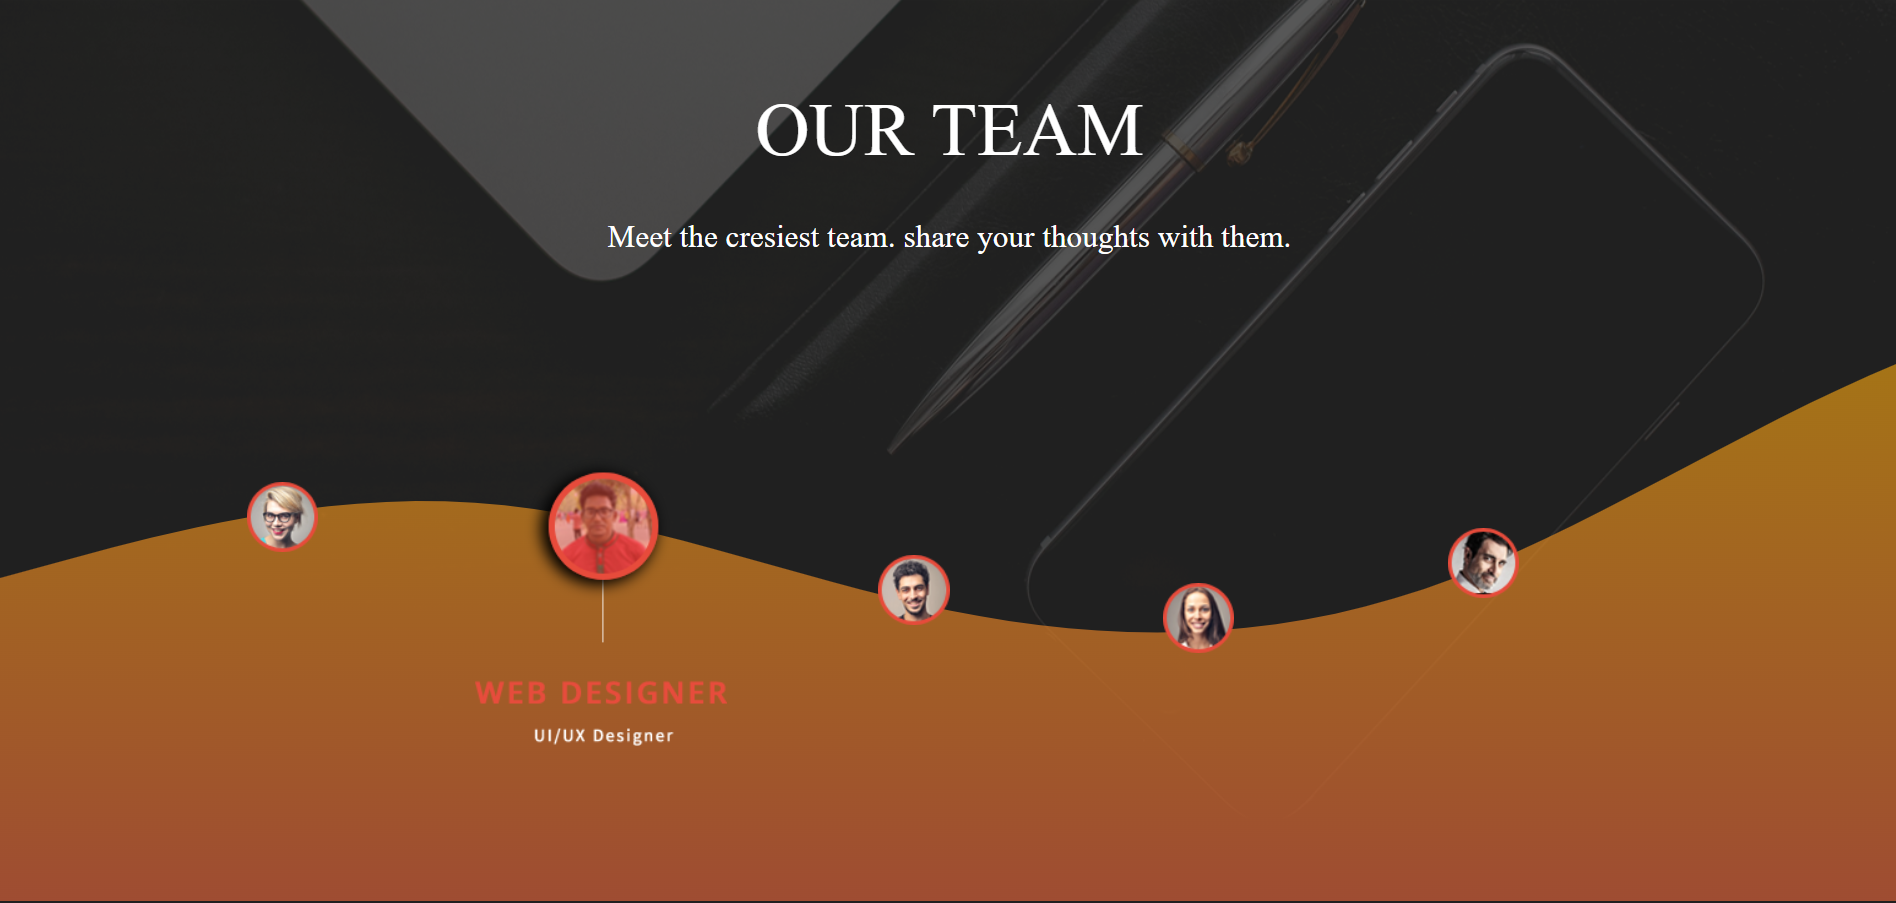 OUR TEAM
Meet the cresiest team. share your thoughts with them.
WEB DESIGNER
UI/UX Designer